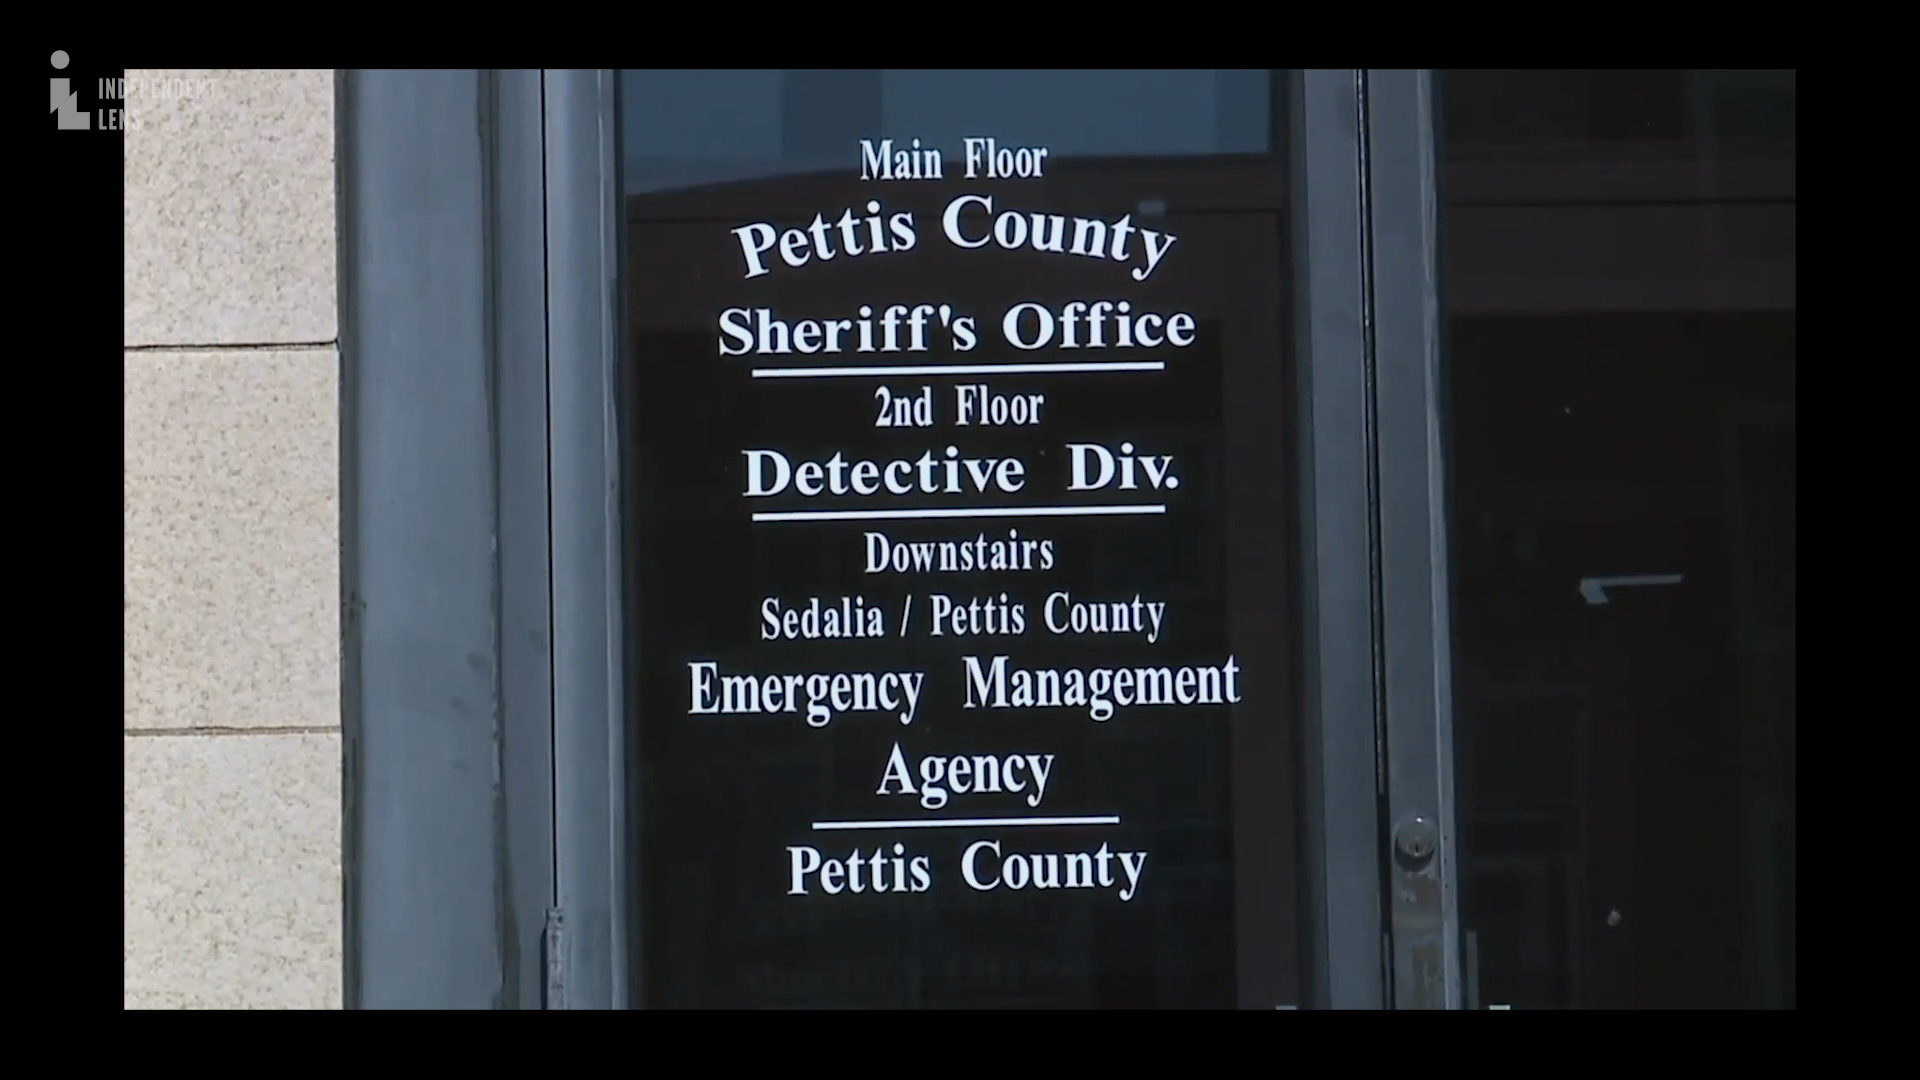 INDEPENDENT
LENS
Main Floor
Pettis County
Sheriff's Office
2nd Floor
Detective Div.
Downstairs
Sedalia / Pettis County
Emergency Management
Agency
Pettis County